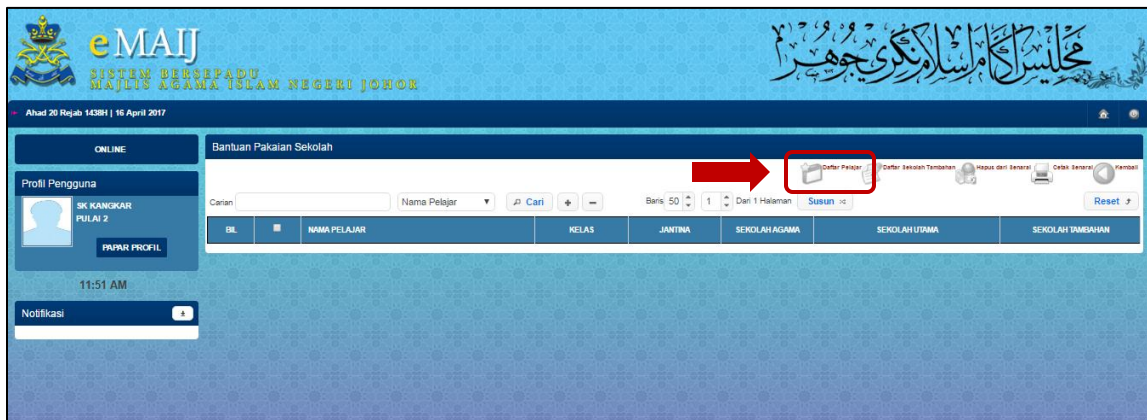 e MAIJ
SISTEM BERSEPADU
MAJLIS AGAMA ISLAM NEGERI JOHOR
مجليس اݢام اسلام نݢري جوهر
Ahad 20 Rejab 1438H | 16 April 2017
ONLINE
Bantuan Pakaian Sekolah
Daftar Pelajar Daftar Sekolah Tambahan Hapus dari Senarai Cetak Senarai Kembali
Profil Pengguna
SK KANGKAR
PULAI 2
PAPAR PROFIL
Carian Nama Pelajar Cari + − Baris 50 1 Dari 1 Halaman Susun Reset
BIL NAMA PELAJAR KELAS JANTINA SEKOLAH AGAMA SEKOLAH UTAMA SEKOLAH TAMBAHAN
11:51 AM
Notifikasi